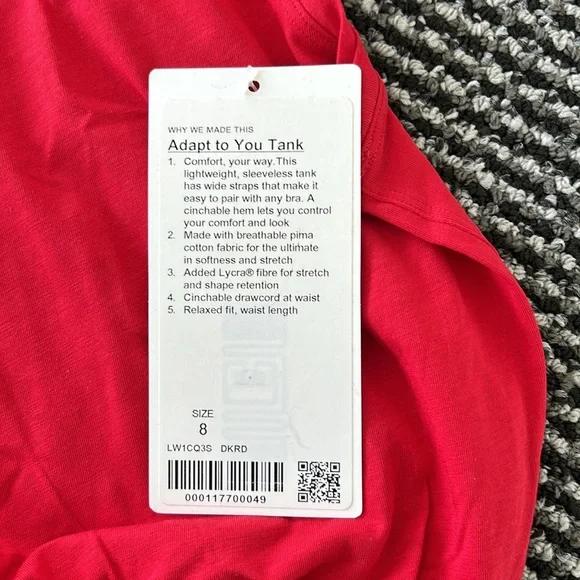 WHY WE MADE THIS
Adapt to You Tank
1. Comfort, your way.This
lightweight, sleeveless tank
has wide straps that make it
easy to pair with any bra. A
cinchable hem lets you control
your comfort and look
2. Made with breathable pima
cotton fabric for the ultimate
in softness and stretch
3. Added Lycra® fibre for stretch
and shape retention
4. Cinchable drawcord at waist
5. Relaxed fit, waist length
SIZE
8
LW1CQ3S DKRD
000117700049